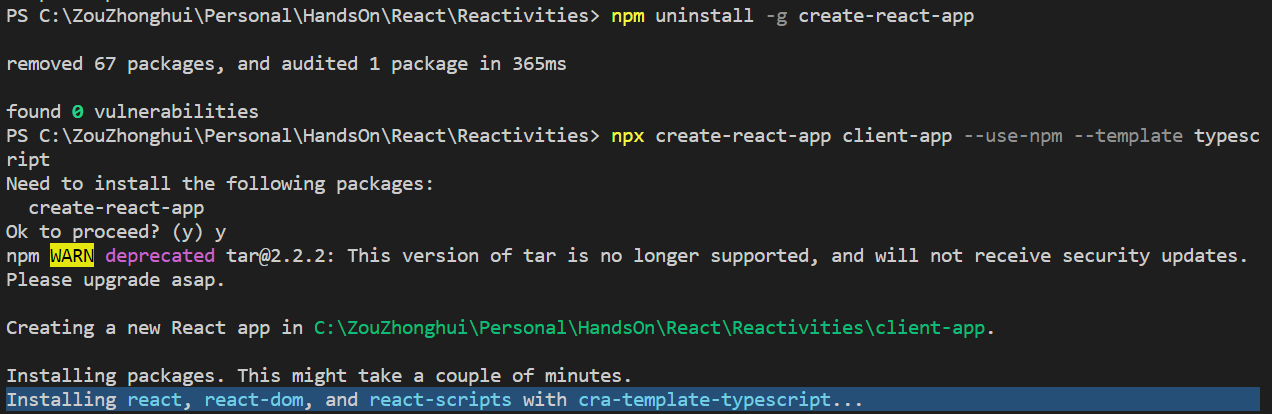 PS C:\ZouZhonghui\Personal\HandsOn\React\Reactivities> npm uninstall -g create-react-app
removed 67 packages, and audited 1 package in 365ms
found 0 vulnerabilities
PS C:\ZouZhonghui\Personal\HandsOn\React\Reactivities> npx create-react-app client-app --use-npm --template typesc
ript
Need to install the following packages:
  create-react-app
Ok to proceed? (y) y
npm WARN deprecated tar@2.2.2: This version of tar is no longer supported, and will not receive security updates.
Please upgrade asap.
Creating a new React app in C:\ZouZhonghui\Personal\HandsOn\React\Reactivities\client-app.
Installing packages. This might take a couple of minutes.
Installing react, react-dom, and react-scripts with cra-template-typescript...